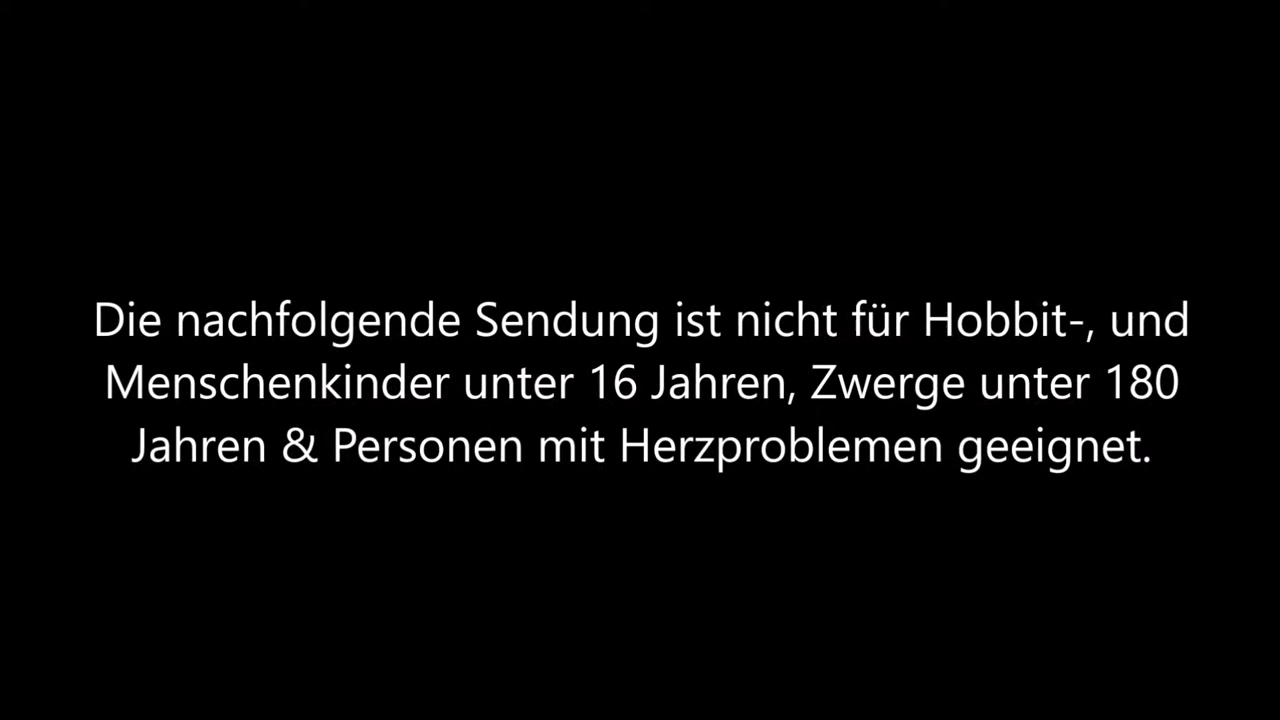 Die nachfolgende Sendung ist nicht für Hobbit-, und
Menschenkinder unter 16 Jahren, Zwerge unter 180
Jahren & Personen mit Herzproblemen geeignet.